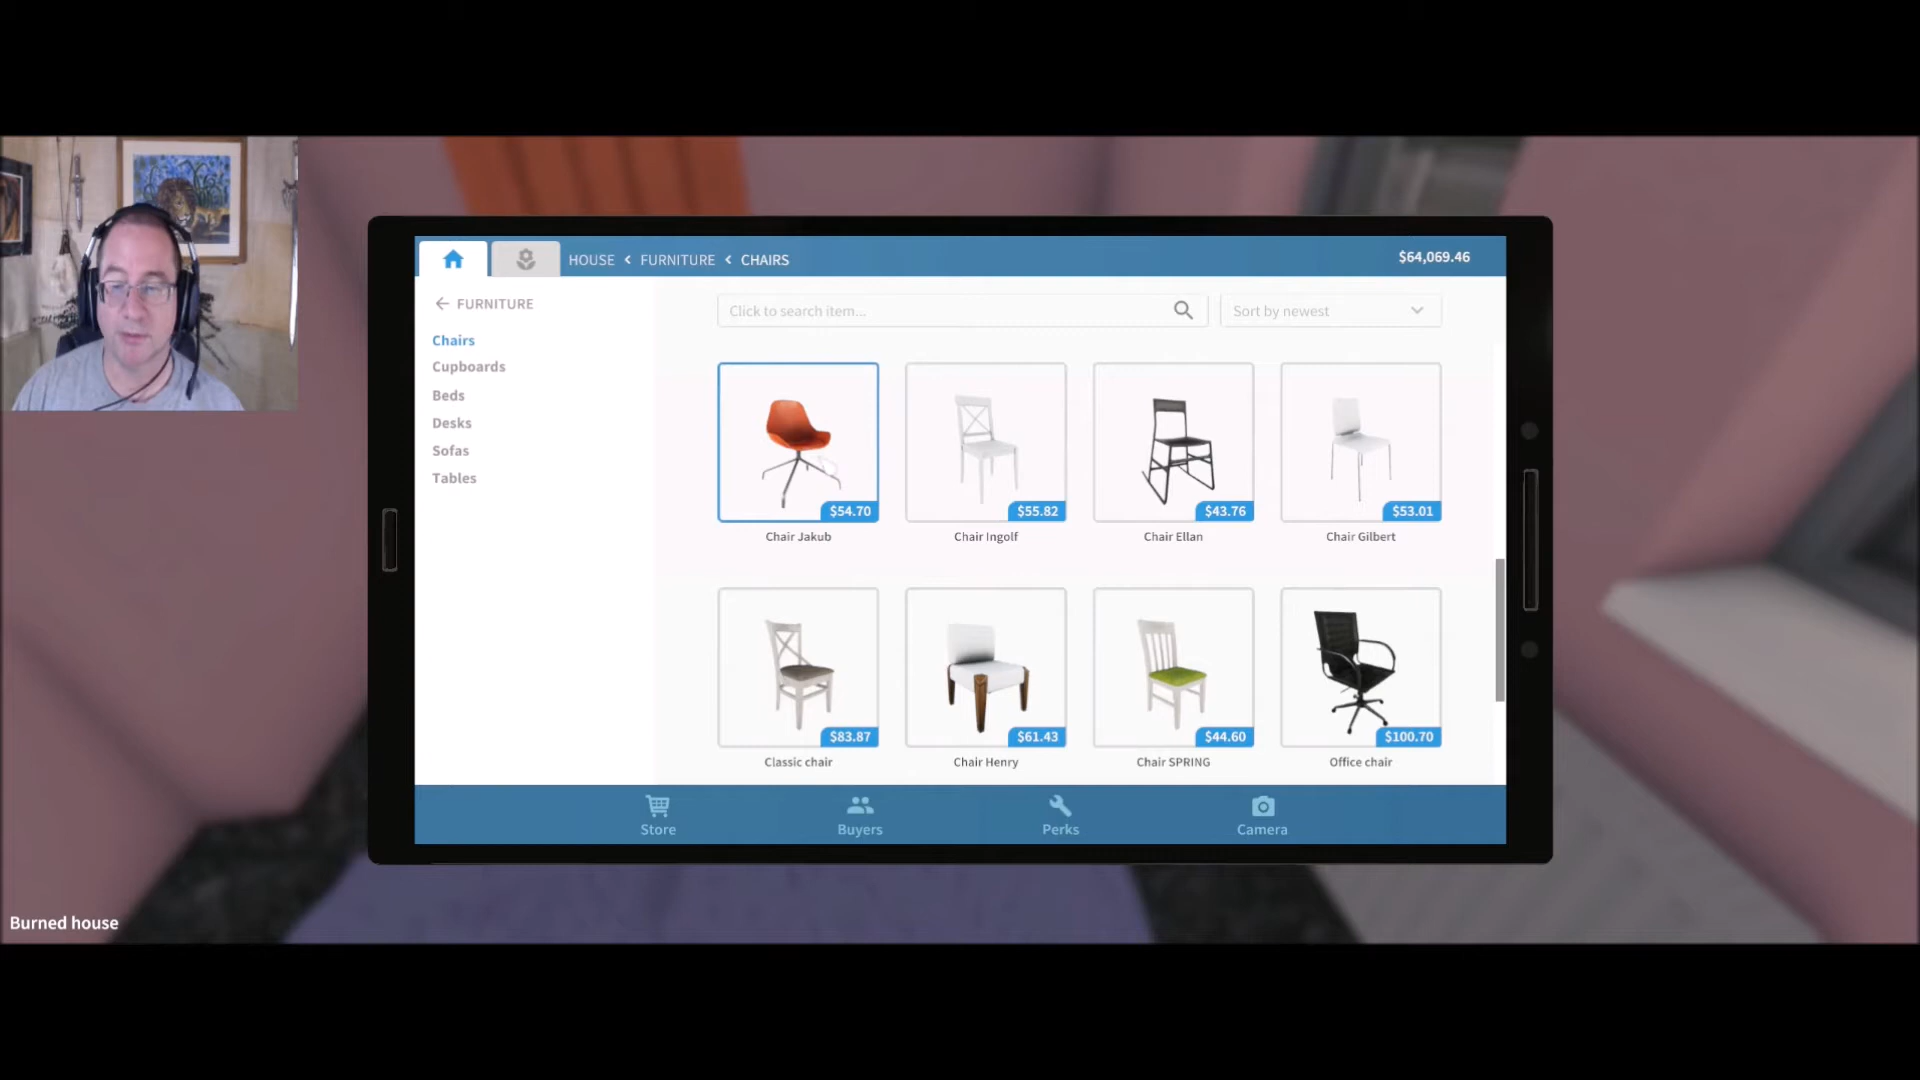 HOUSE < FURNITURE < CHAIRS
$64,069.46
FURNITURE
Click to search item...
Sort by newest
Chairs
Cupboards
Beds
Desks
Sofas
Tables
$54.70
$55.82
$43.76
$53.01
Chair Jakub
Chair Ingolf
Chair Ellan
Chair Gilbert
$83.87
$61.43
$44.60
$100.70
Classic chair
Chair Henry
Chair SPRING
Office chair
Store
Buyers
Perks
Camera
Burned house